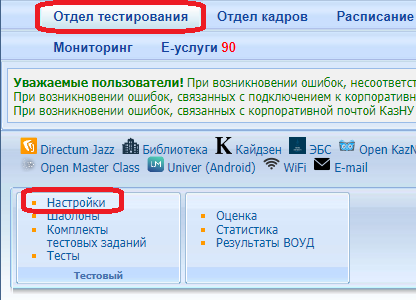 Отдел тестирования Отдел кадров Расписание
Мониторинг Е-услуги 90
Уважаемые пользователи! При возникновении ошибок, несоответст
При возникновении ошибок, связанных с подключением к корпоратив
При возникновении ошибок, связанных с корпоративной почтой КазНУ
Directum Jazz Библиотека К Кайдзен ЭБС Open KazN
Open Master Class LM Univer (Android) WiFi E-mail
Настройки
Шаблоны
Комплекты
тестовых заданий
Тесты
Тестовый
Оценка
Статистика
Результаты ВОУД